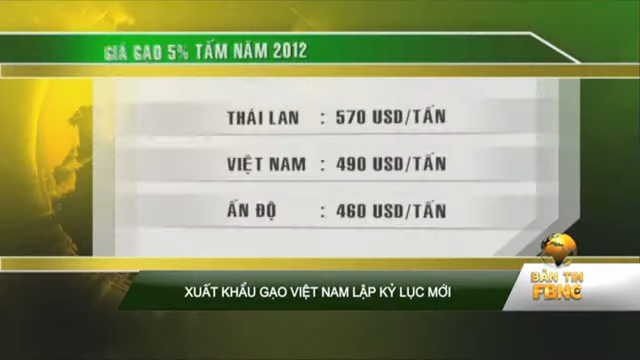 GIÁ GẠO 5% TẤM NĂM 2012
THÁI LAN : 570 USD/TẤN
VIỆT NAM : 490 USD/TẤN
ẤN ĐỘ : 460 USD/TẤN
XUẤT KHẨU GẠO VIỆT NAM LẬP KỶ LỤC MỚI
BẢN TIN
FBNC